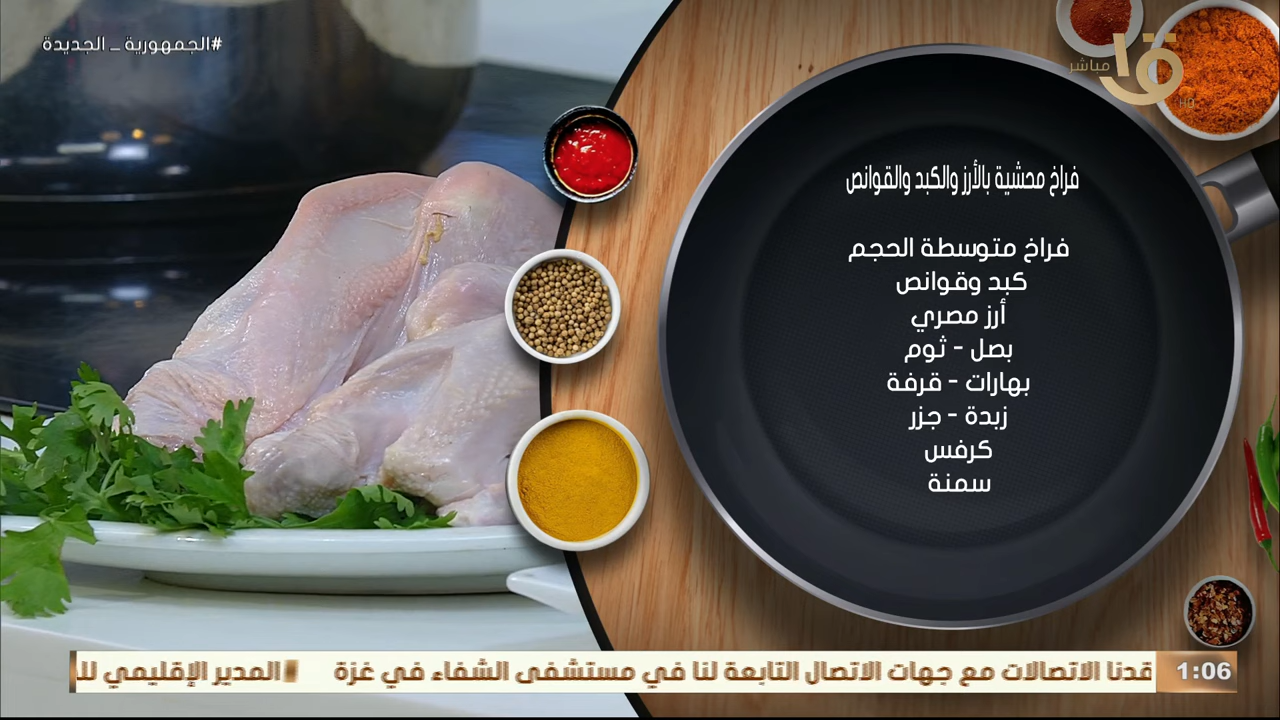 #الجمهورية _ الجديدة
مباشر
HD
فراخ محشية بالأرز والكبد والقوانص
فراخ متوسطة الحجم
كبد وقوانص
أرز مصري
بصل - ثوم
بهارات - قرفة
زبدة - جزر
كرفس
سمنة
1:06
قدنا الاتصالات مع جهات الاتصال التابعة لنا في مستشفى الشفاء في غزة المدير الإقليمي